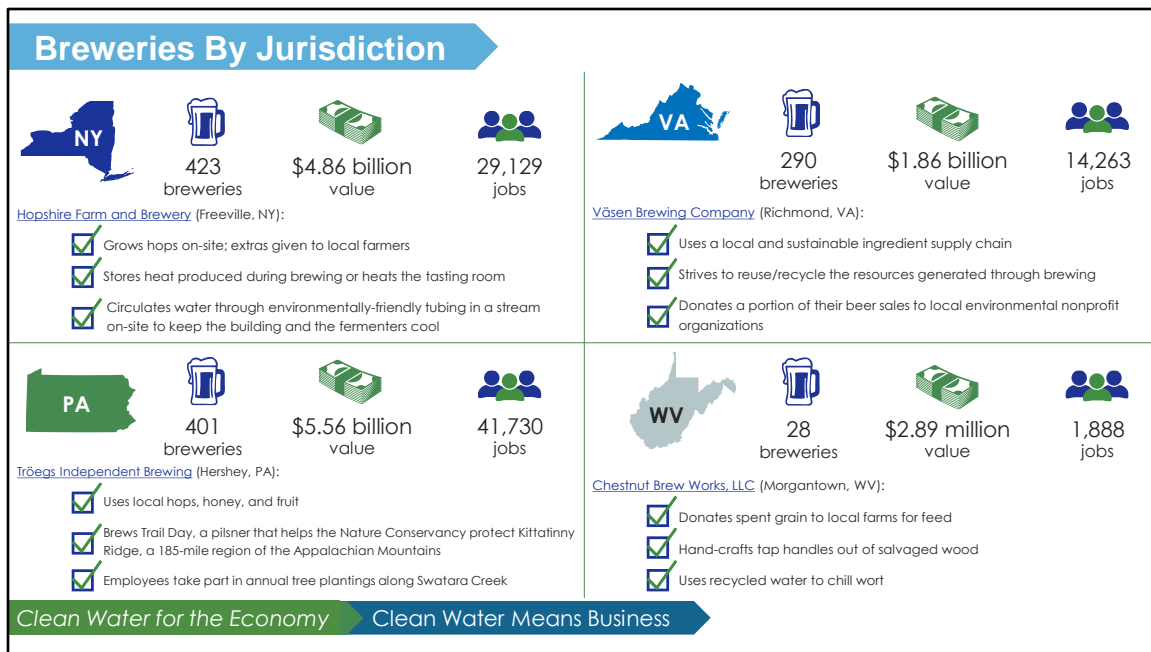 Breweries By Jurisdiction
NY
423
breweries
$4.86 billion
value
29,129
jobs
Hopshire Farm and Brewery (Freeville, NY):
Grows hops on-site; extras given to local farmers
Stores heat produced during brewing or heats the tasting room
Circulates water through environmentally-friendly tubing in a stream
on-site to keep the building and the fermenters cool
VA
290
breweries
$1.86 billion
value
14,263
jobs
Väsen Brewing Company (Richmond, VA):
Uses a local and sustainable ingredient supply chain
Strives to reuse/recycle the resources generated through brewing
Donates a portion of their beer sales to local environmental nonprofit
organizations
PA
401
breweries
$5.56 billion
value
41,730
jobs
Tröegs Independent Brewing (Hershey, PA):
Uses local hops, honey, and fruit
Brews Trail Day, a pilsner that helps the Nature Conservancy protect Kittatinny
Ridge, a 185-mile region of the Appalachian Mountains
Employees take part in annual tree plantings along Swatara Creek
WV
28
breweries
$2.89 million
value
1,888
jobs
Chestnut Brew Works, LLC (Morgantown, WV):
Donates spent grain to local farms for feed
Hand-crafts tap handles out of salvaged wood
Uses recycled water to chill wort
Clean Water for the Economy
Clean Water Means Business